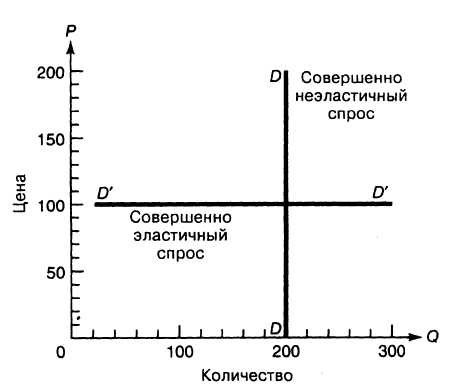 P
200
150
100
50
0
Цена
D
Совершенно
неэластичный
спрос
D'
D'
Совершенно
эластичный
спрос
D
100
200
300
Q
Количество